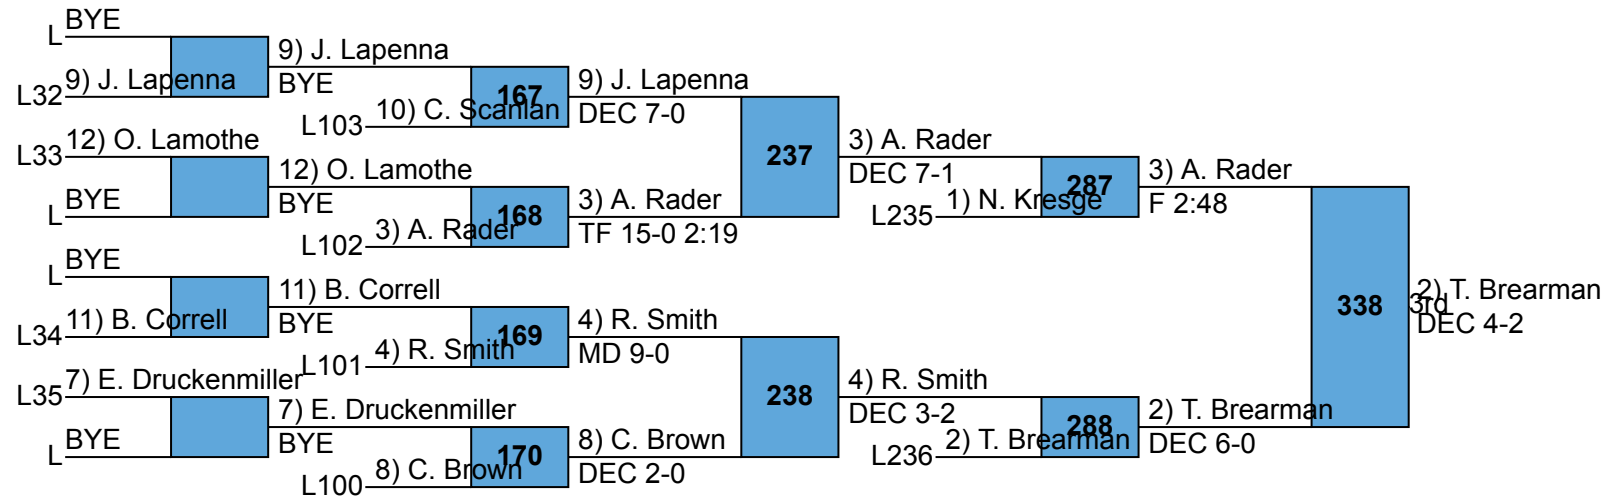 BYE
L
9) J. Lapenna
L32
12) O. Lamothe
L33
BYE
L
BYE
L
11) B. Correll
L34
7) E. Druckenmiller
L35
BYE
L
9) J. Lapenna
BYE
10) C. Scanlan
L103
167
12) O. Lamothe
BYE
3) A. Rader
L102
168
11) B. Correll
BYE
4) R. Smith
L101
169
7) E. Druckenmiller
BYE
8) C. Brown
L100
170
9) J. Lapenna
DEC 7-0
237
3) A. Rader
TF 15-0 2:19
4) R. Smith
MD 9-0
238
8) C. Brown
DEC 2-0
3) A. Rader
DEC 7-1
1) N. Kresge
L235
287
4) R. Smith
DEC 3-2
2) T. Brearman
L236
288
3) A. Rader
F 2:48
338
2) T. Brearman
DEC 6-0
2) T. Brearman
3rd
DEC 4-2